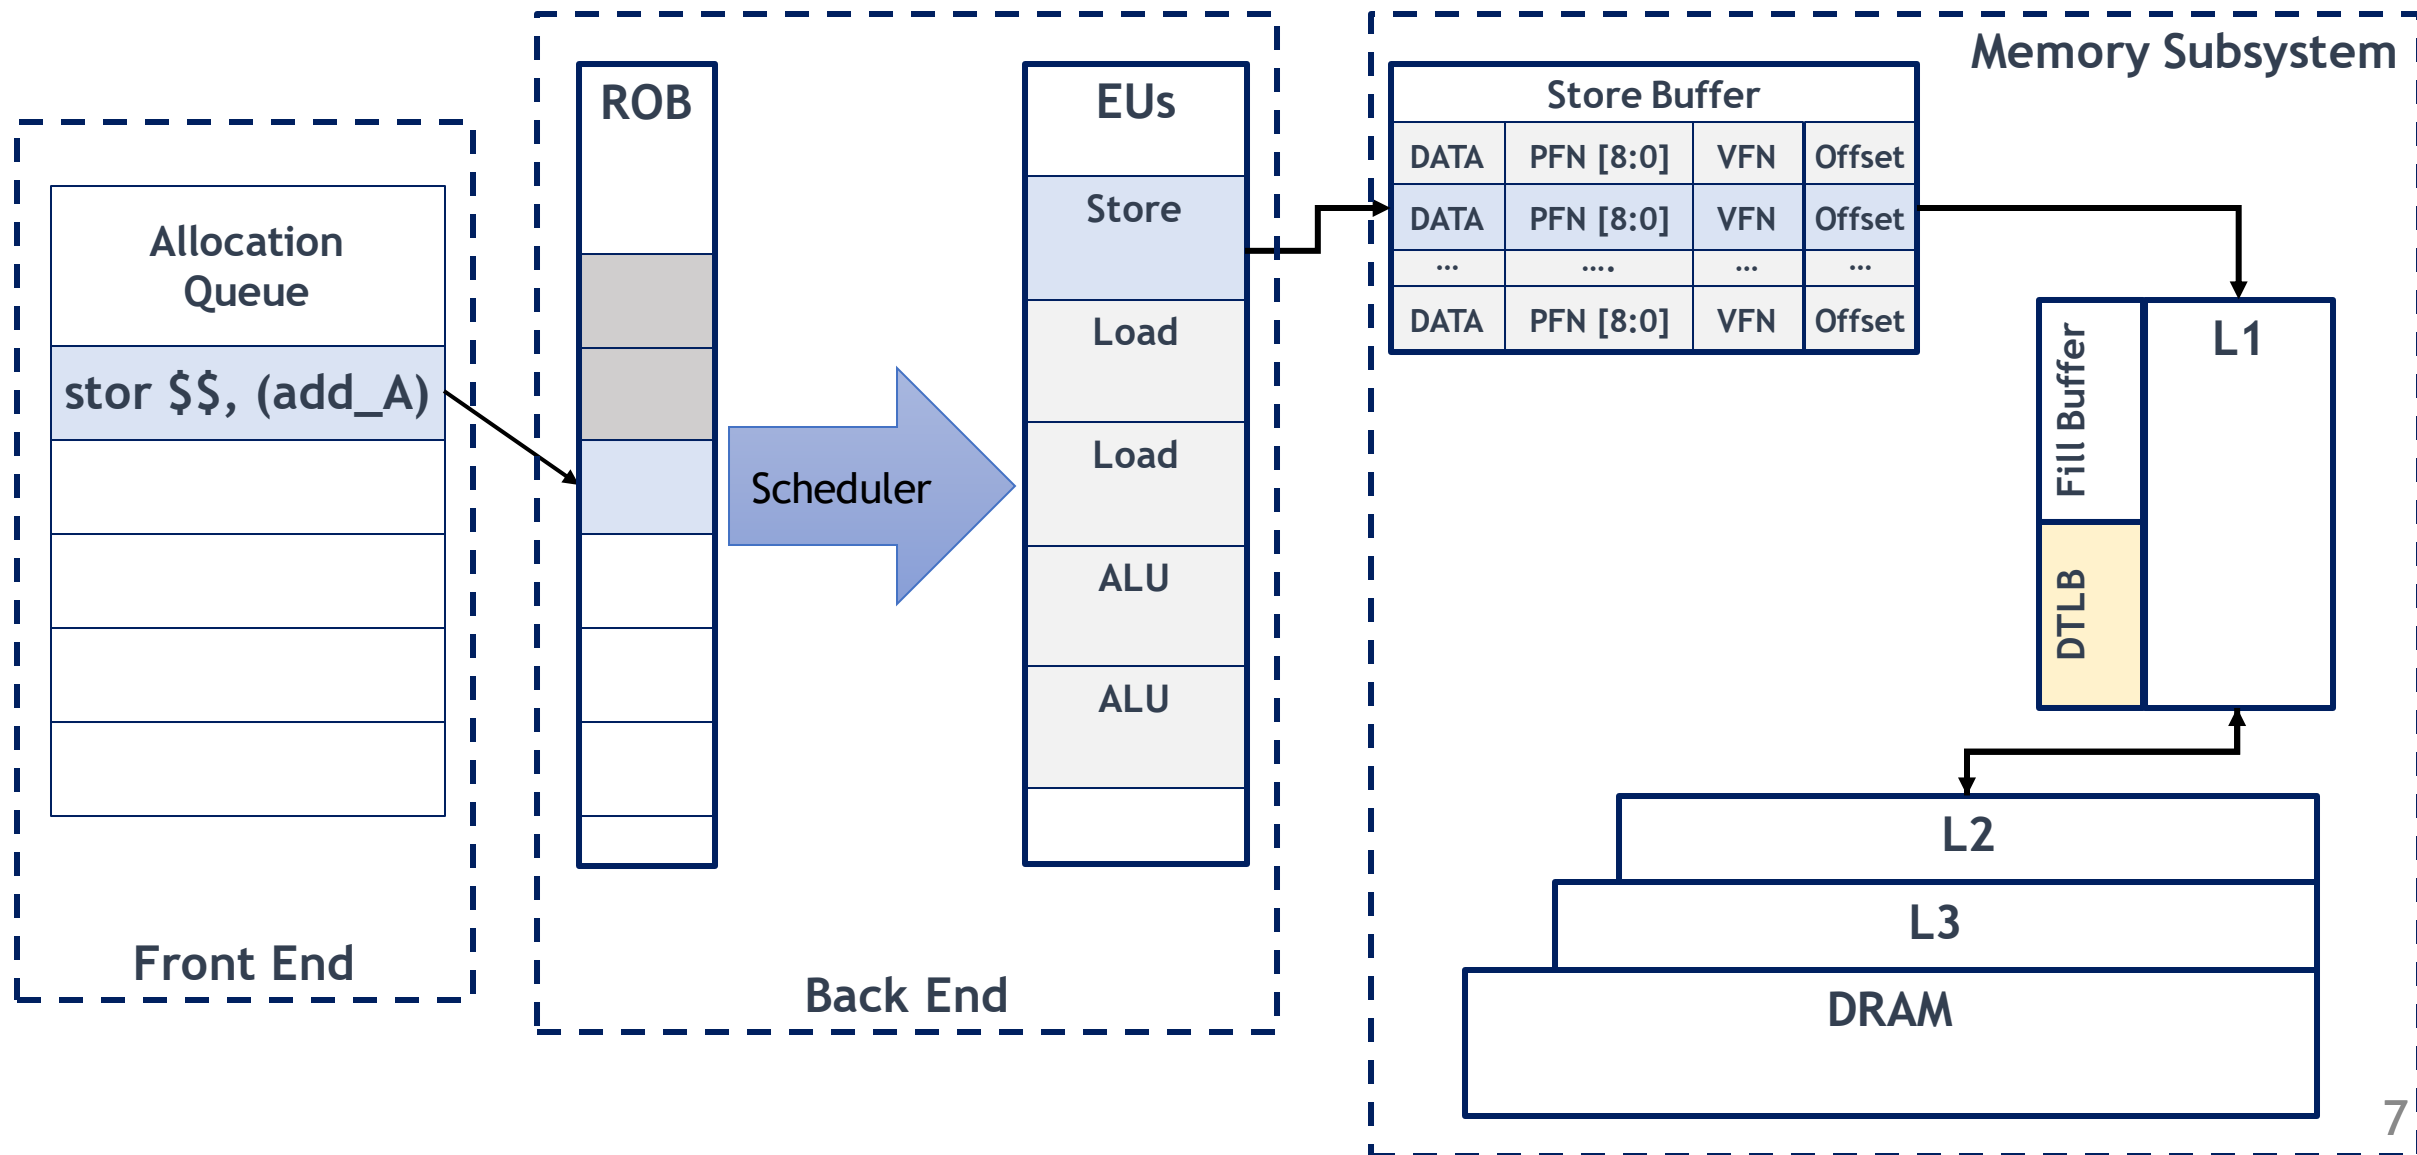 Allocation
Queue
stor $$, (add_A)
Front End
ROB
Scheduler
EUs
Store
Load
Load
ALU
ALU
Back End
Memory Subsystem
Store Buffer
DATA PFN [8:0] VFN Offset
DATA PFN [8:0] VFN Offset
... .... ... ...
DATA PFN [8:0] VFN Offset
Fill Buffer
DTLB
L1
L2
L3
DRAM
7